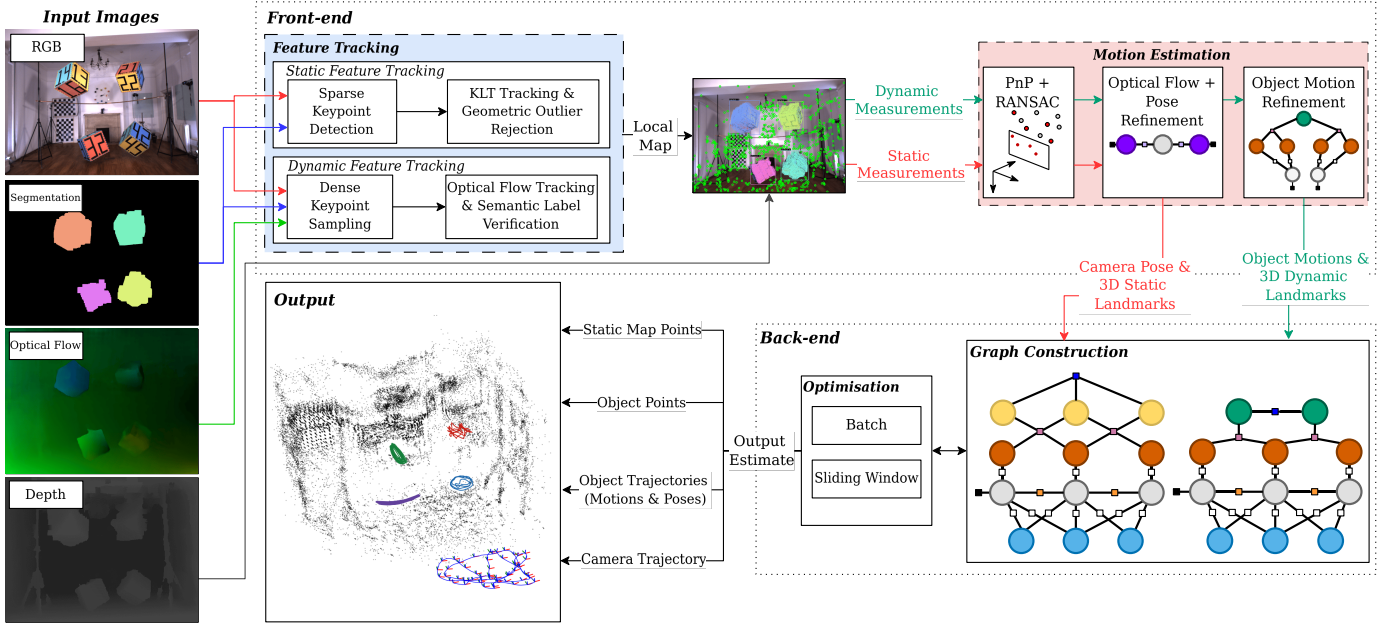 Input Images
RGB
Segmentation
Optical Flow
Depth
Front-end
Feature Tracking
Static Feature Tracking
Sparse
Keypoint
Detection
KLT Tracking &
Geometric Outlier
Rejection
Dynamic Feature Tracking
Dense
Keypoint
Sampling
Optical Flow Tracking
& Semantic Label
Verification
Local
Map
Dynamic
Measurements
Static
Measurements
Motion Estimation
PnP +
RANSAC
Optical Flow +
Pose
Refinement
Object Motion
Refinement
Camera Pose &
3D Static
Landmarks
Object Motions &
3D Dynamic
Landmarks
Output
Static Map Points
Object Points
Object Trajectories
(Motions & Poses)
Camera Trajectory
Output
Estimate
Back-end
Optimisation
Batch
Sliding Window
Graph Construction